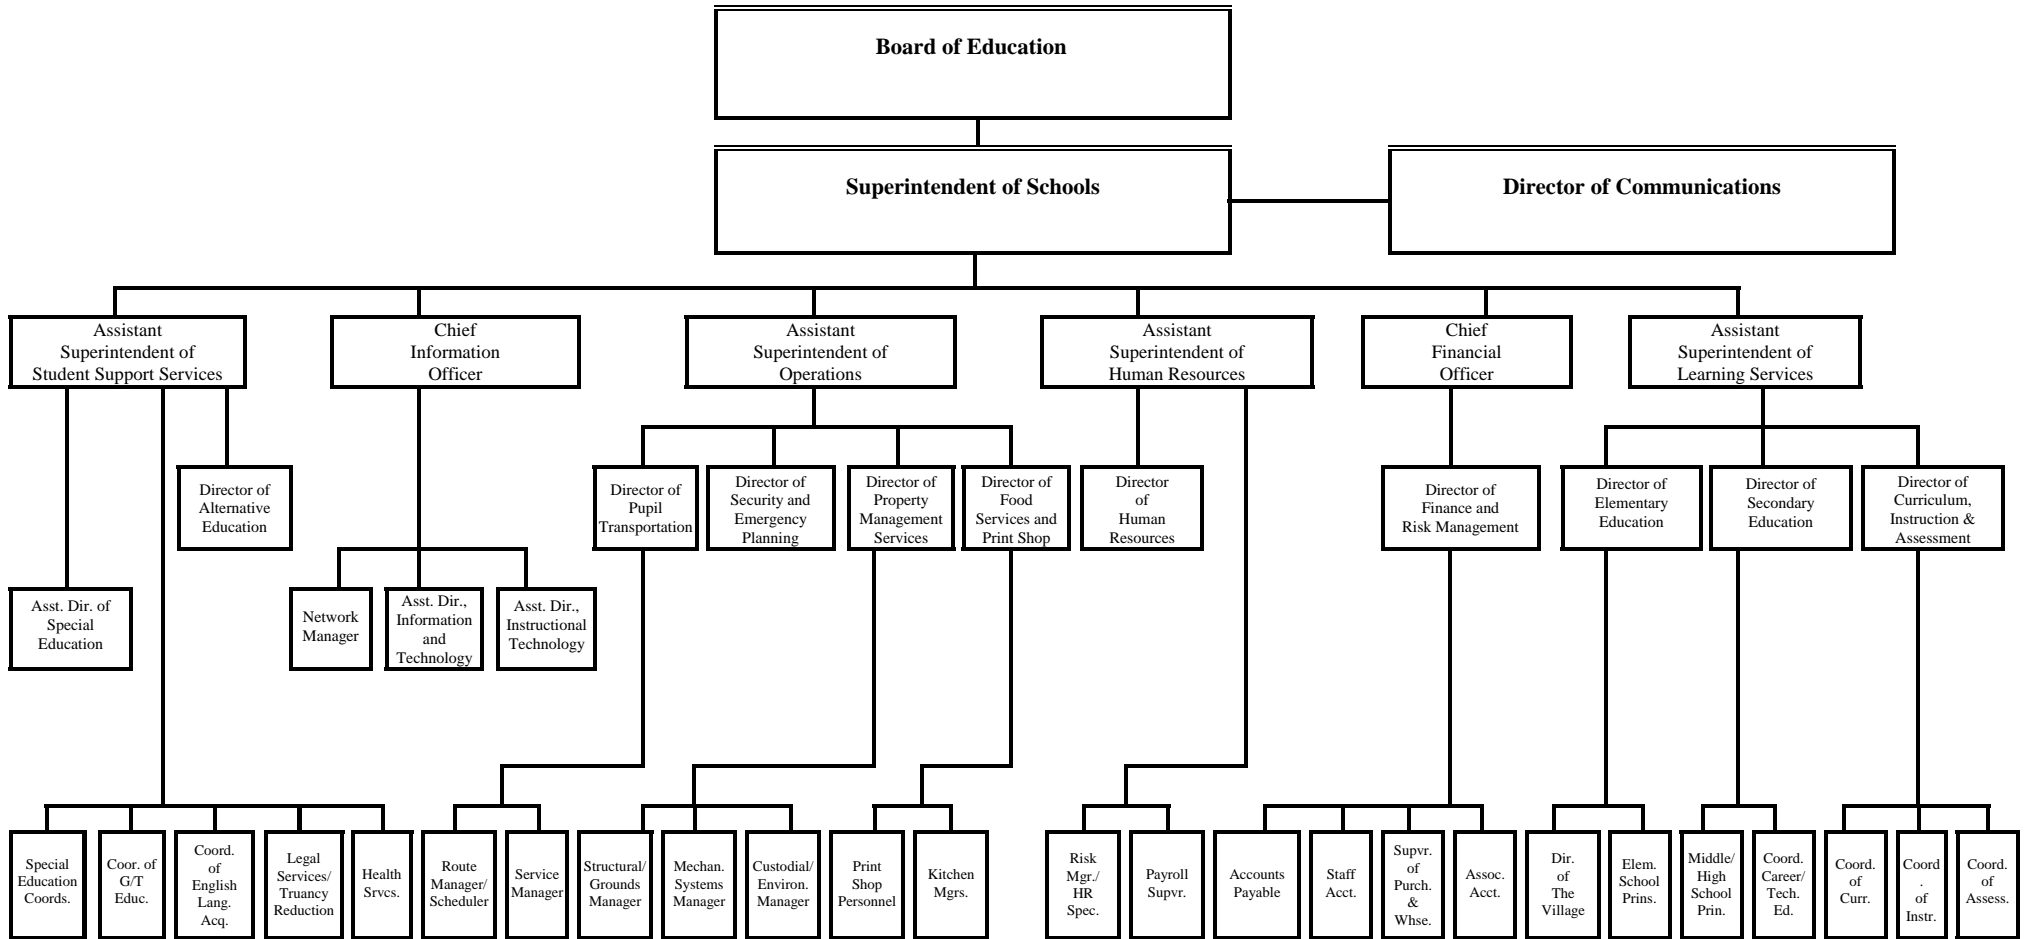 Board of Education
Superintendent of Schools
Director of Communications
Assistant
Superintendent of
Student Support Services
Chief
Information
Officer
Assistant
Superintendent of
Operations
Assistant
Superintendent of
Human Resources
Chief
Financial
Officer
Assistant
Superintendent of
Learning Services
Director of
Alternative
Education
Director of
Pupil
Transportation
Director of
Security and
Emergency
Planning
Director of
Property
Management
Services
Director of
Food
Services and
Print Shop
Director
of
Human
Resources
Director of
Finance and
Risk Management
Director of
Elementary
Education
Director of
Secondary
Education
Director of
Curriculum,
Instruction &
Assessment
Asst. Dir. of
Special
Education
Network
Manager
Asst. Dir.,
Information
and
Technology
Asst. Dir.,
Instructional
Technology
Special
Education
Coords.
Coor. of
G/T
Educ.
Coord.
of
English
Lang.
Acq.
Legal
Services/
Truancy
Reduction
Health
Srvcs.
Route
Manager/
Scheduler
Service
Manager
Structural/
Grounds
Manager
Mechan.
Systems
Manager
Custodial/
Environ.
Manager
Print
Shop
Personnel
Kitchen
Mgrs.
Risk
Mgr./
HR
Spec.
Payroll
Supvr.
Accounts
Payable
Staff
Acct.
Supvr.
of
Purch.
&
Whse.
Assoc.
Acct.
Dir.
of
The
Village
Elem.
School
Prins.
Middle/
High
School
Prin.
Coord.
Career/
Tech.
Ed.
Coord.
of
Curr.
Coord
.
of
Instr.
Coord.
of
Assess.